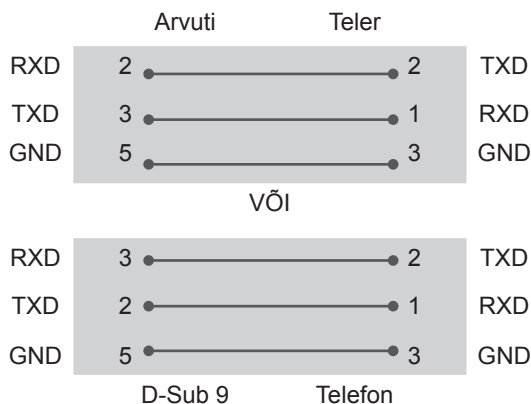 Arvuti Teler
RXD 2 2 TXD
TXD 3 1 RXD
GND 5 3 GND
VÕI
RXD 3 2 TXD
TXD 2 1 RXD
GND 5 3 GND
D-Sub 9 Telefon